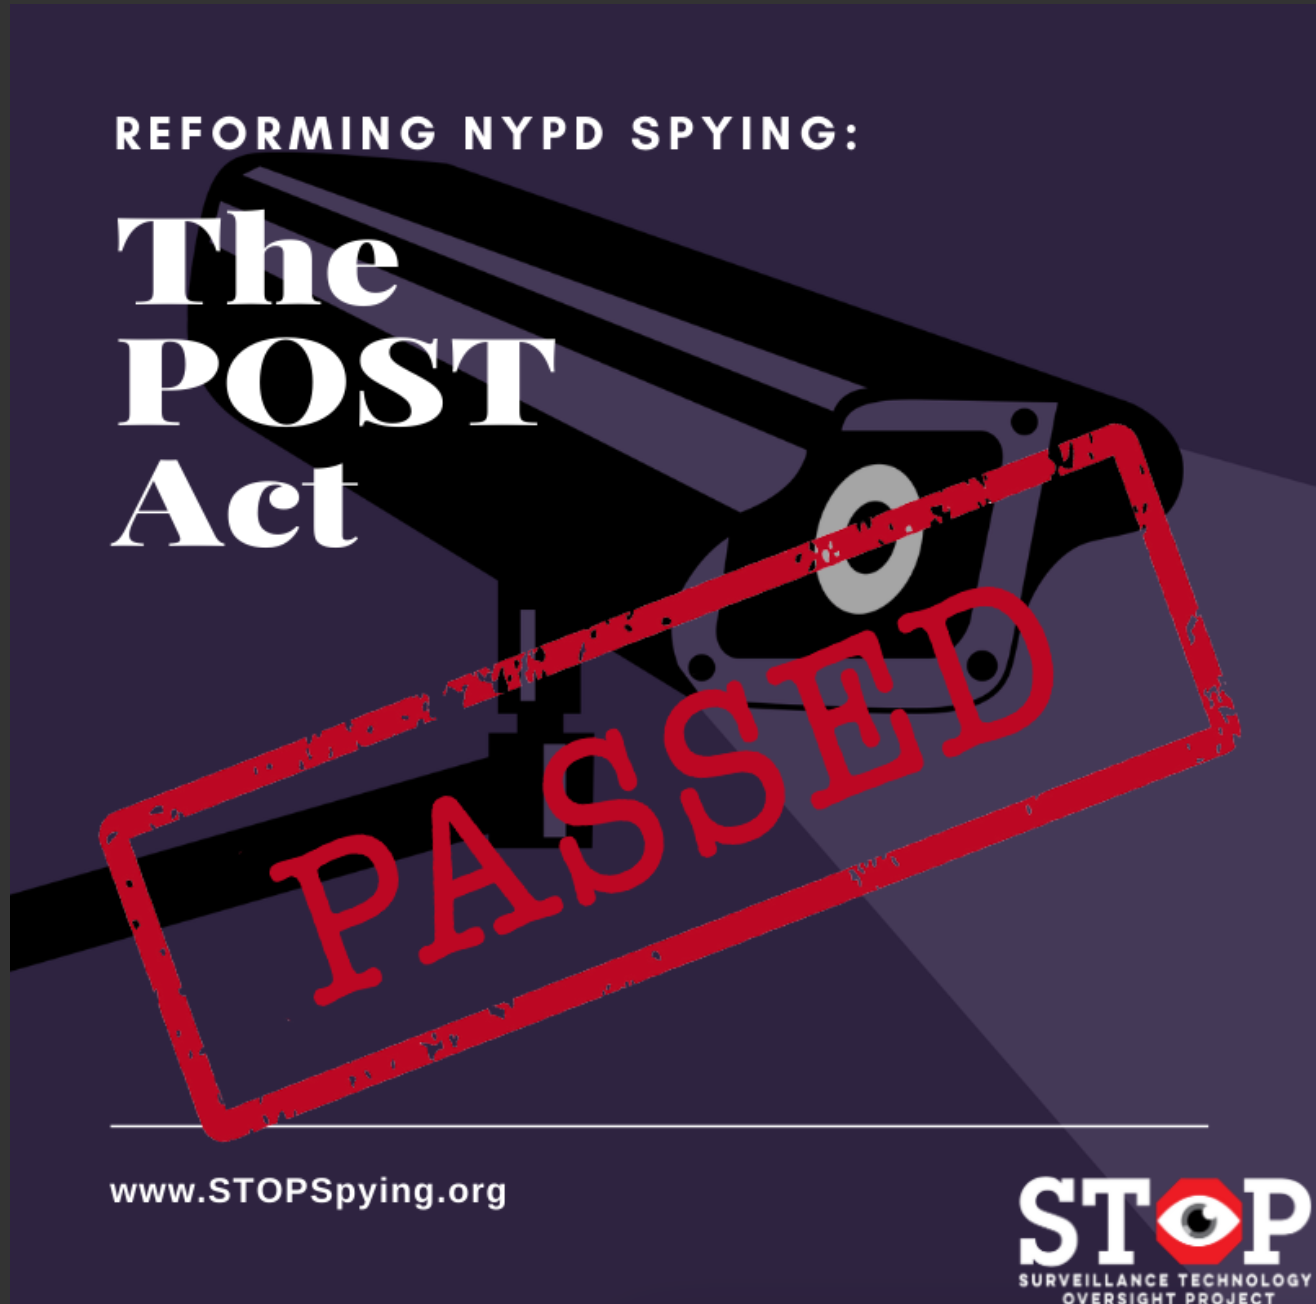 REFORMING NYPD SPYING:
The
POST
Act
PASSED
www.STOPSpying.org
STOP
SURVEILLANCE TECHNOLOGY
OVERSIGHT PROJECT